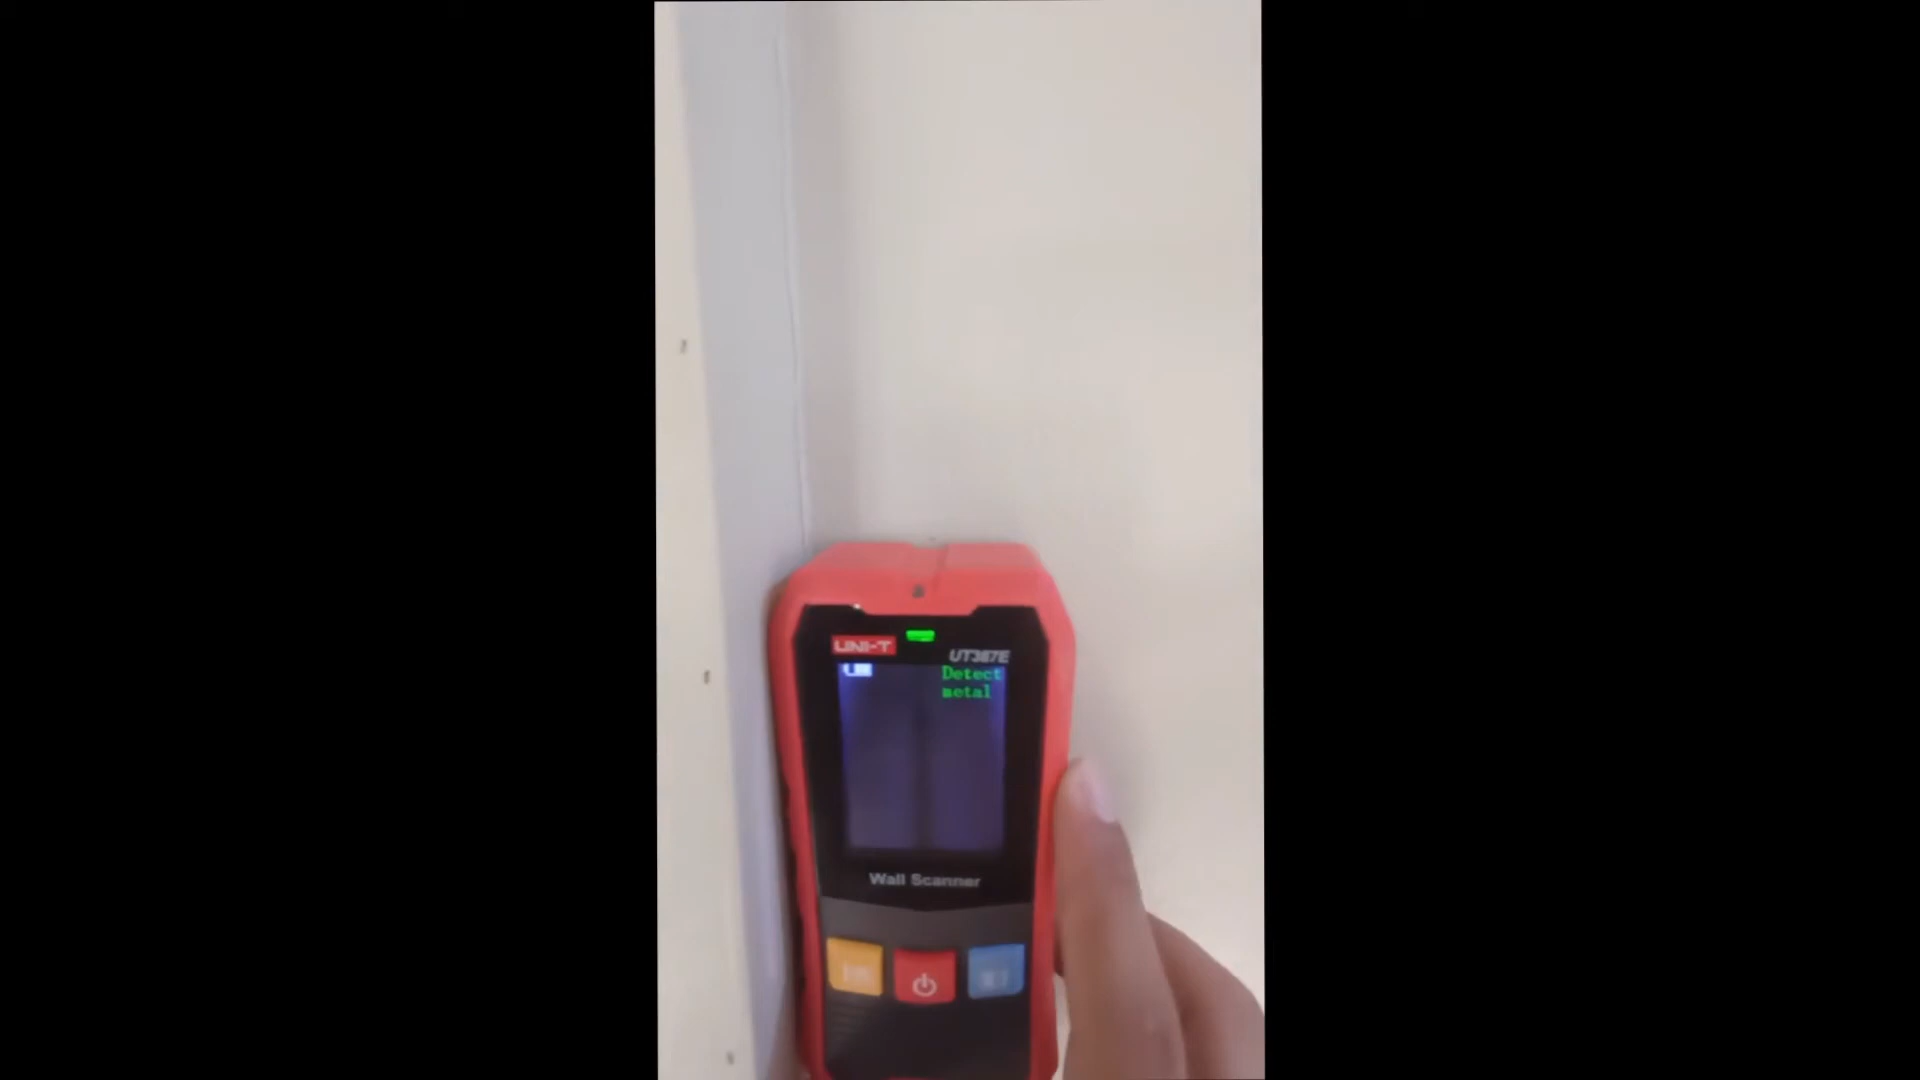 UNI-T
UT387E
Detect
metal
Wall Scanner